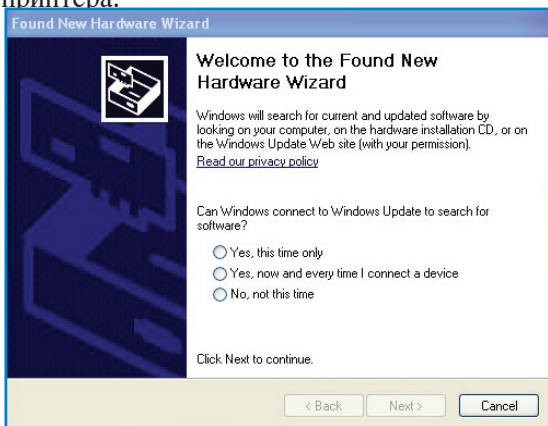 принтера.
Found New Hardware Wizard
Welcome to the Found New
Hardware Wizard
Windows will search for current and updated software by
looking on your computer, on the hardware installation CD, or on
the Windows Update Web site (with your permission).
Read our privacy policy
Can Windows connect to Windows Update to search for
software?
Yes, this time only
Yes, now and every time I connect a device
No, not this time
Click Next to continue.
< Back Next > Cancel